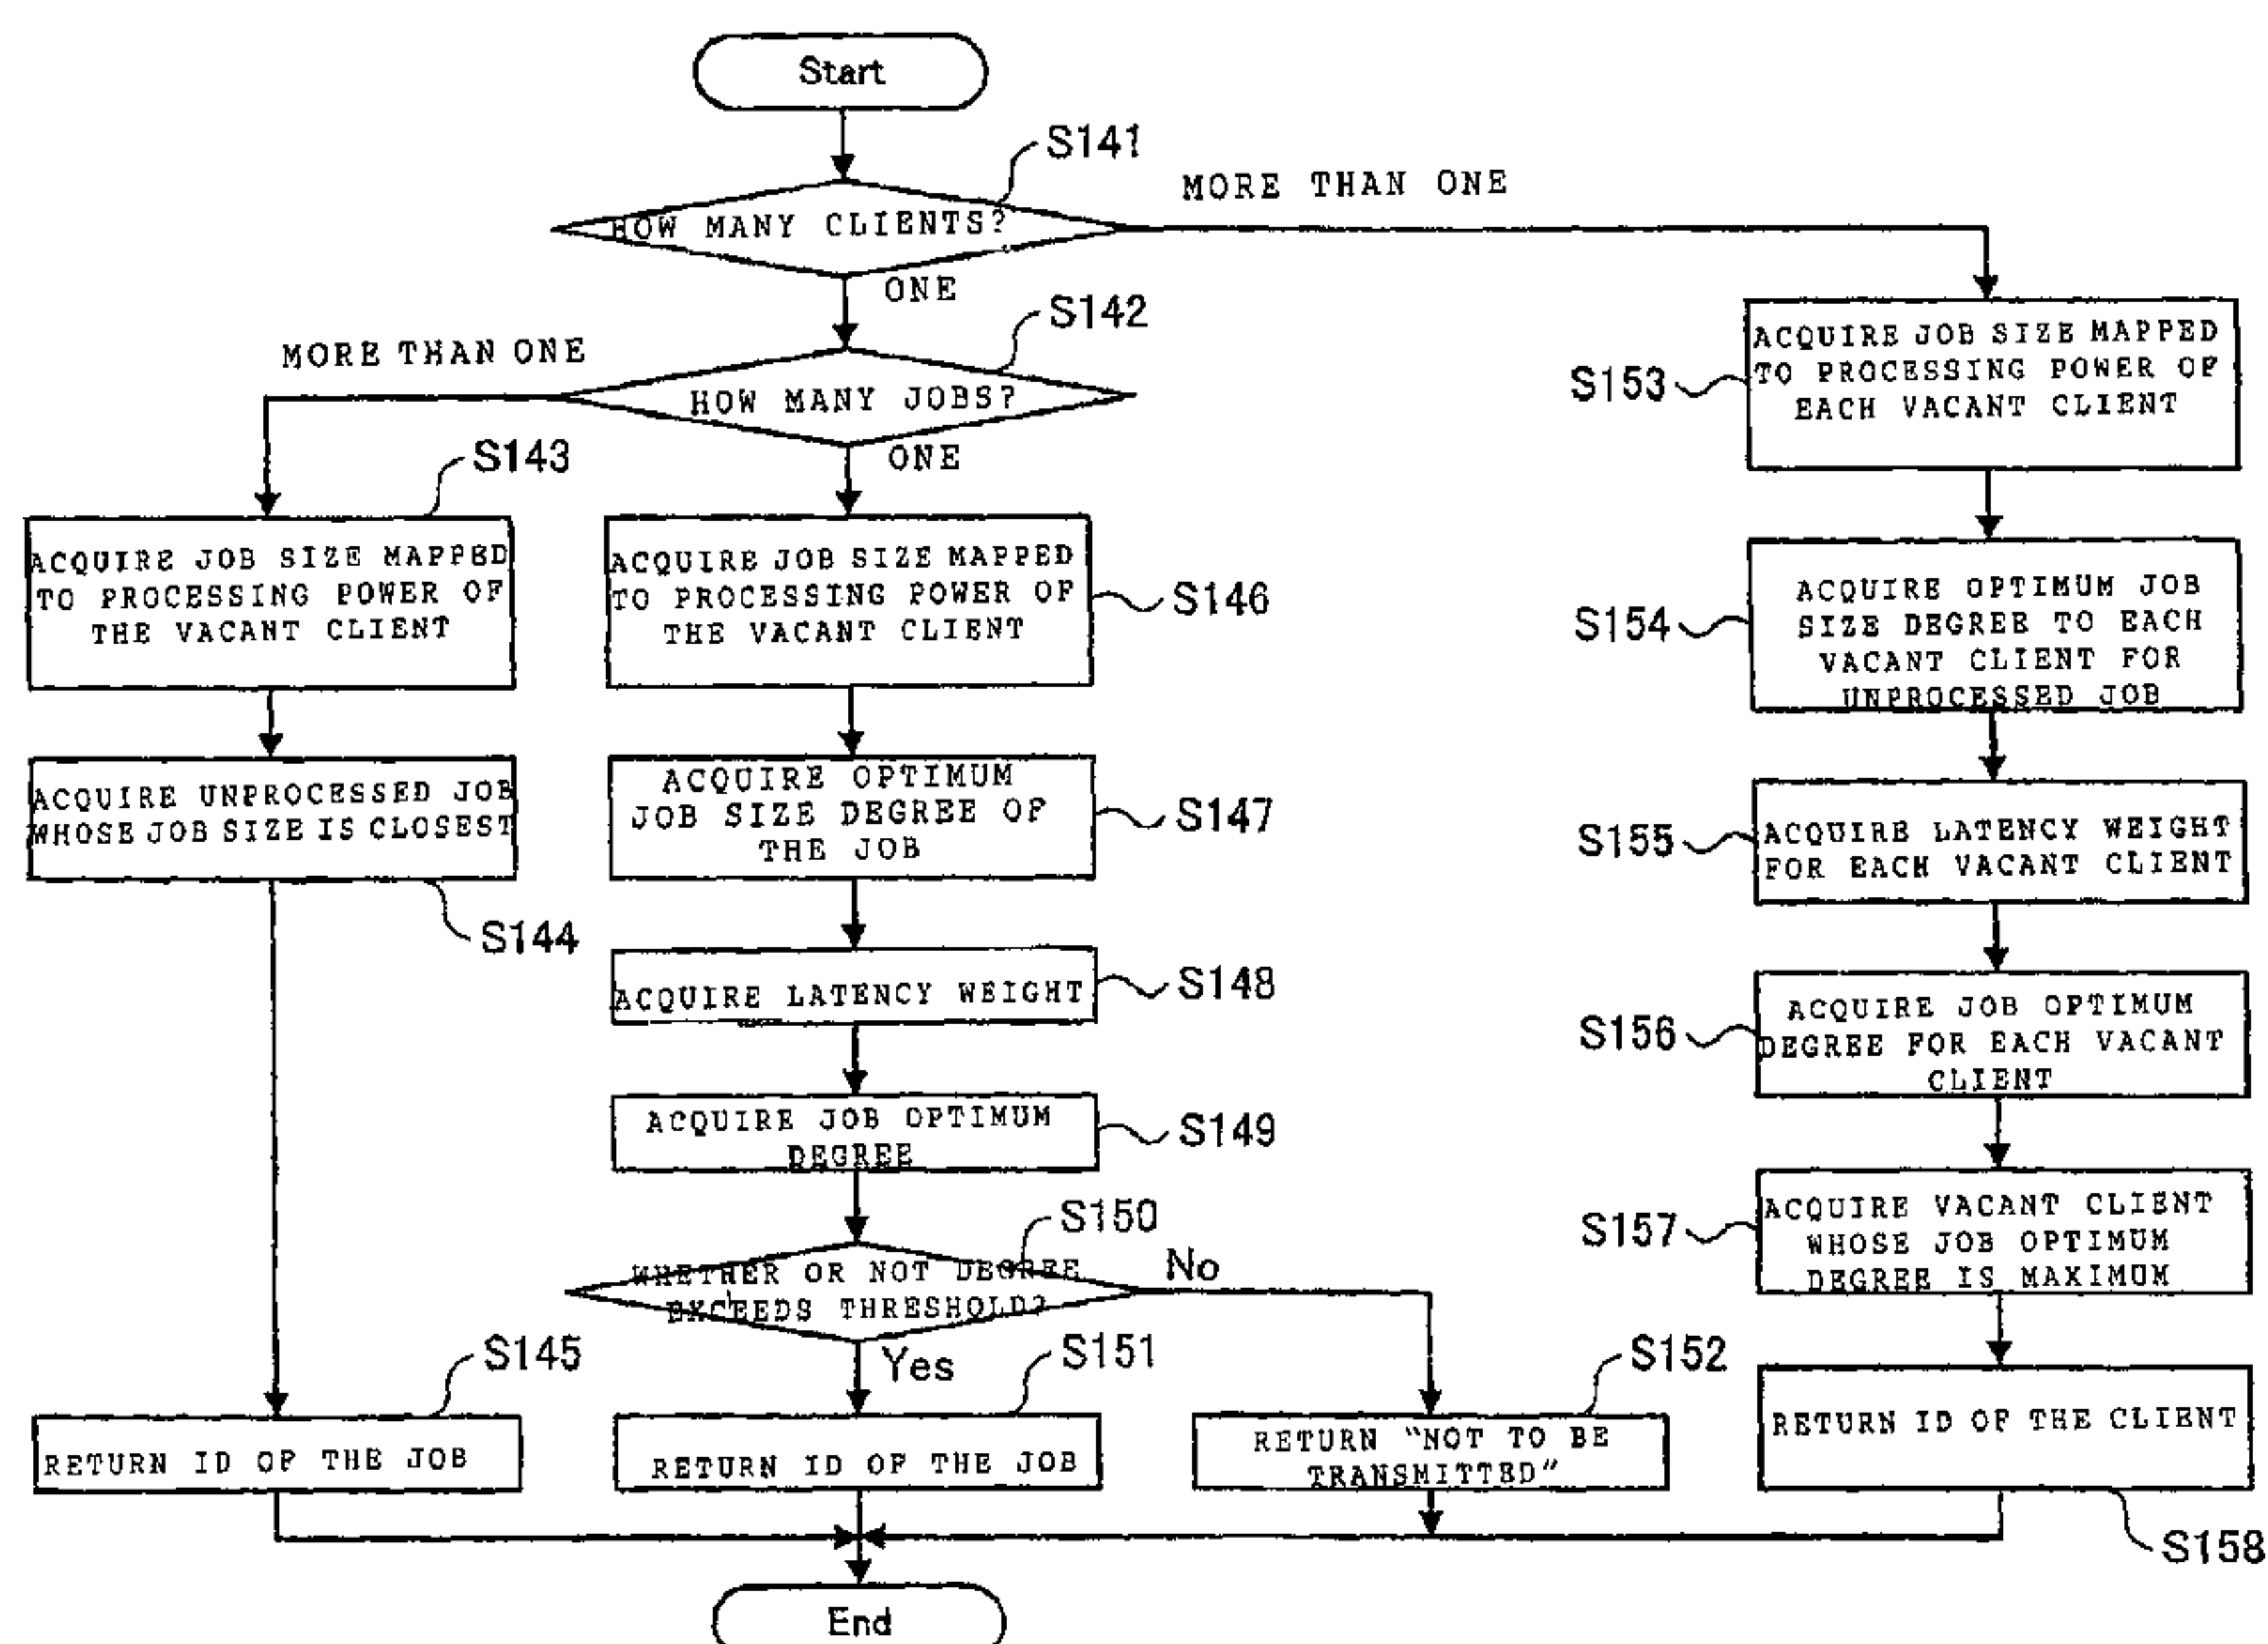 Start
S141
HOW MANY CLIENTS?
MORE THAN ONE
ONE
S142
HOW MANY JOBS?
MORE THAN ONE
ONE
S143
ACQUIRE JOB SIZE MAPPED
TO PROCESSING POWER OF
THE VACANT CLIENT
S144
ACQUIRE UNPROCESSED JOB
WHOSE JOB SIZE IS CLOSEST
S145
RETURN ID OF THE JOB
S146
ACQUIRE JOB SIZE MAPPED
TO PROCESSING POWER OF
THE VACANT CLIENT
S147
ACQUIRE OPTIMUM
JOB SIZE DEGREE OF
THE JOB
S148
ACQUIRE LATENCY WEIGHT
S149
ACQUIRE JOB OPTIMUM
DEGREE
S150
WHETHER OR NOT DEGREE
EXCEEDS THRESHOLD?
No
Yes
S151
RETURN ID OF THE JOB
S152
RETURN "NOT TO BE
TRANSMITTED"
S153
ACQUIRE JOB SIZE MAPPED
TO PROCESSING POWER OF
EACH VACANT CLIENT
S154
ACQUIRE OPTIMUM JOB
SIZE DEGREE TO EACH
VACANT CLIENT FOR
UNPROCESSED JOB
S155
ACQUIRE LATENCY WEIGHT
FOR EACH VACANT CLIENT
S156
ACQUIRE JOB OPTIMUM
DEGREE FOR EACH VACANT
CLIENT
S157
ACQUIRE VACANT CLIENT
WHOSE JOB OPTIMUM
DEGREE IS MAXIMUM
RETURN ID OF THE CLIENT
S158
End